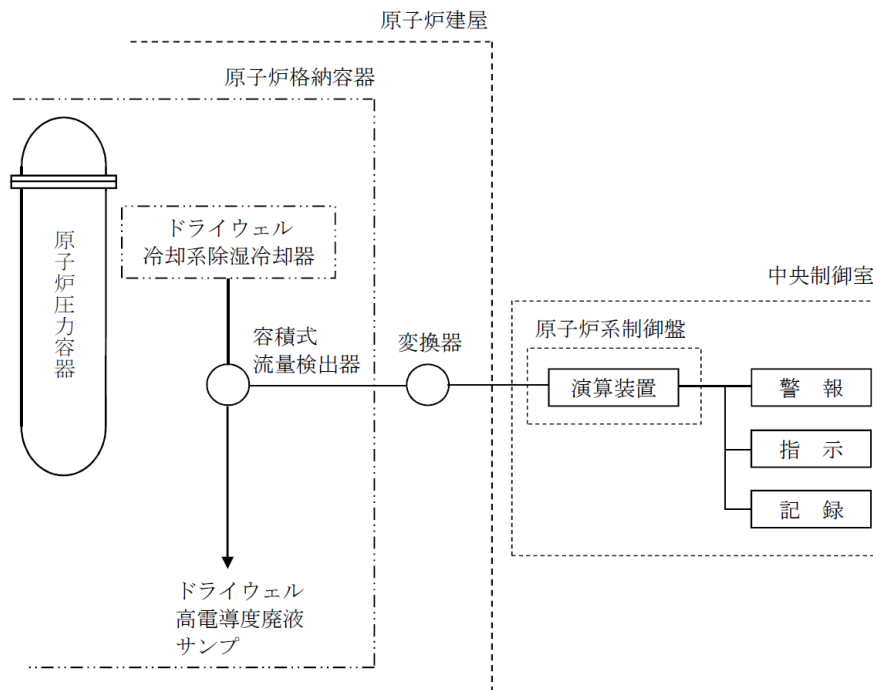 原子炉建屋
原子炉格納容器
原子炉圧力容器
ドライウェル
冷却系除湿冷却器
容積式
流量検出器
変換器
中央制御室
原子炉系制御盤
演算装置
警　報
指　示
記　録
ドライウェル
高電導度廃液
サンプ